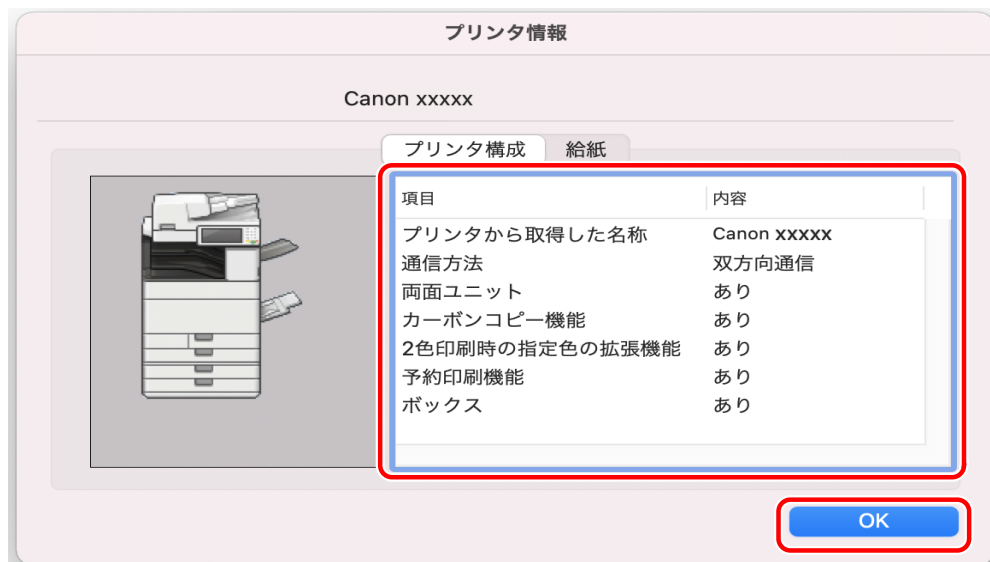 プリンタ情報
Canon xxxxx
プリンタ構成 給紙
項目 内容
プリンタから取得した名称 Canon xxxxx
通信方法 双方向通信
両面ユニット あり
カーボンコピー機能 あり
2色印刷時の指定色の拡張機能 あり
予約印刷機能 あり
ボックス あり
OK